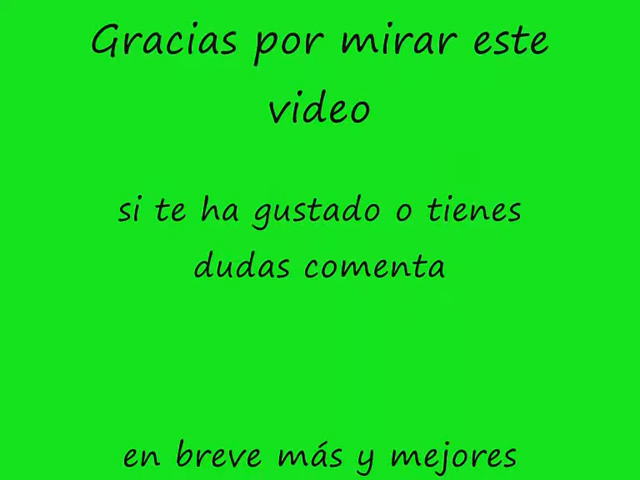 Gracias por mirar este
video
si te ha gustado o tienes
dudas comenta
en breve más y mejores